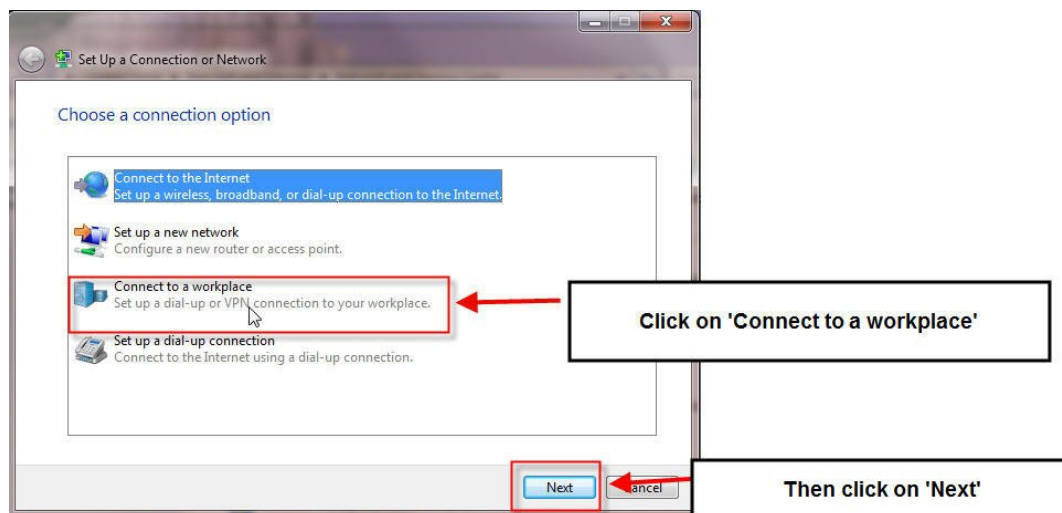 Set Up a Connection or Network
Choose a connection option
Connect to the Internet
Set up a wireless, broadband, or dial-up connection to the Internet.
Set up a new network
Configure a new router or access point.
Connect to a workplace
Set up a dial-up or VPN connection to your workplace.
Click on 'Connect to a workplace'
Set up a dial-up connection
Connect to the Internet using a dial-up connection.
Next
Cancel
Then click on 'Next'